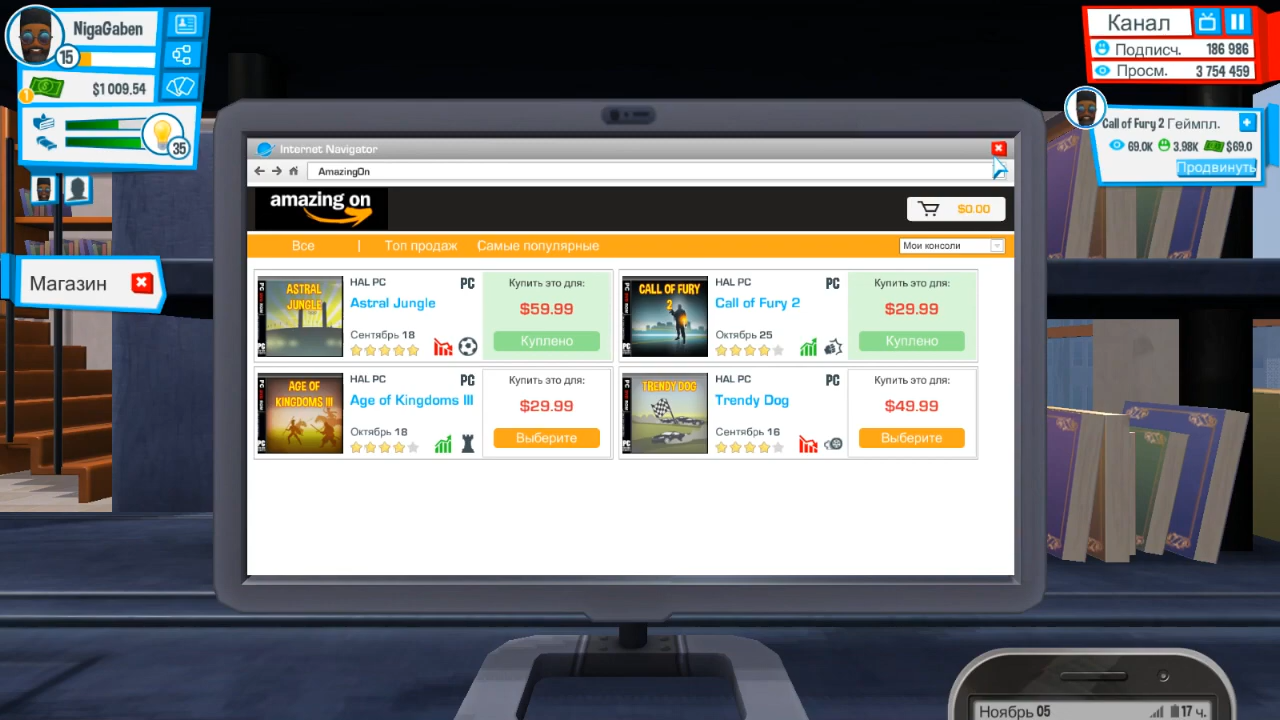 NigaGaben
15
$1 009.54
1
35
Магазин
Канал
Подписч. 186 986
Просм. 3 754 459
Call of Fury 2 Геймпл.
69.0K 3.98K $69.0
Продвинуть
Internet Navigator
AmazingOn
amazing on
$0.00
Все | Топ продаж Самые популярные
Мои консоли
ASTRAL JUNGLE
HAL PC PC
Astral Jungle
Сентябрь 18
Купить это для:
$59.99
Куплено
CALL OF FURY 2
HAL PC PC
Call of Fury 2
Октябрь 25
Купить это для:
$29.99
Куплено
AGE OF KINGDOMS III
HAL PC PC
Age of Kingdoms III
Октябрь 18
Купить это для:
$29.99
Выберите
TRENDY DOG
HAL PC PC
Trendy Dog
Сентябрь 16
Купить это для:
$49.99
Выберите
Ноябрь 05 17 ч.